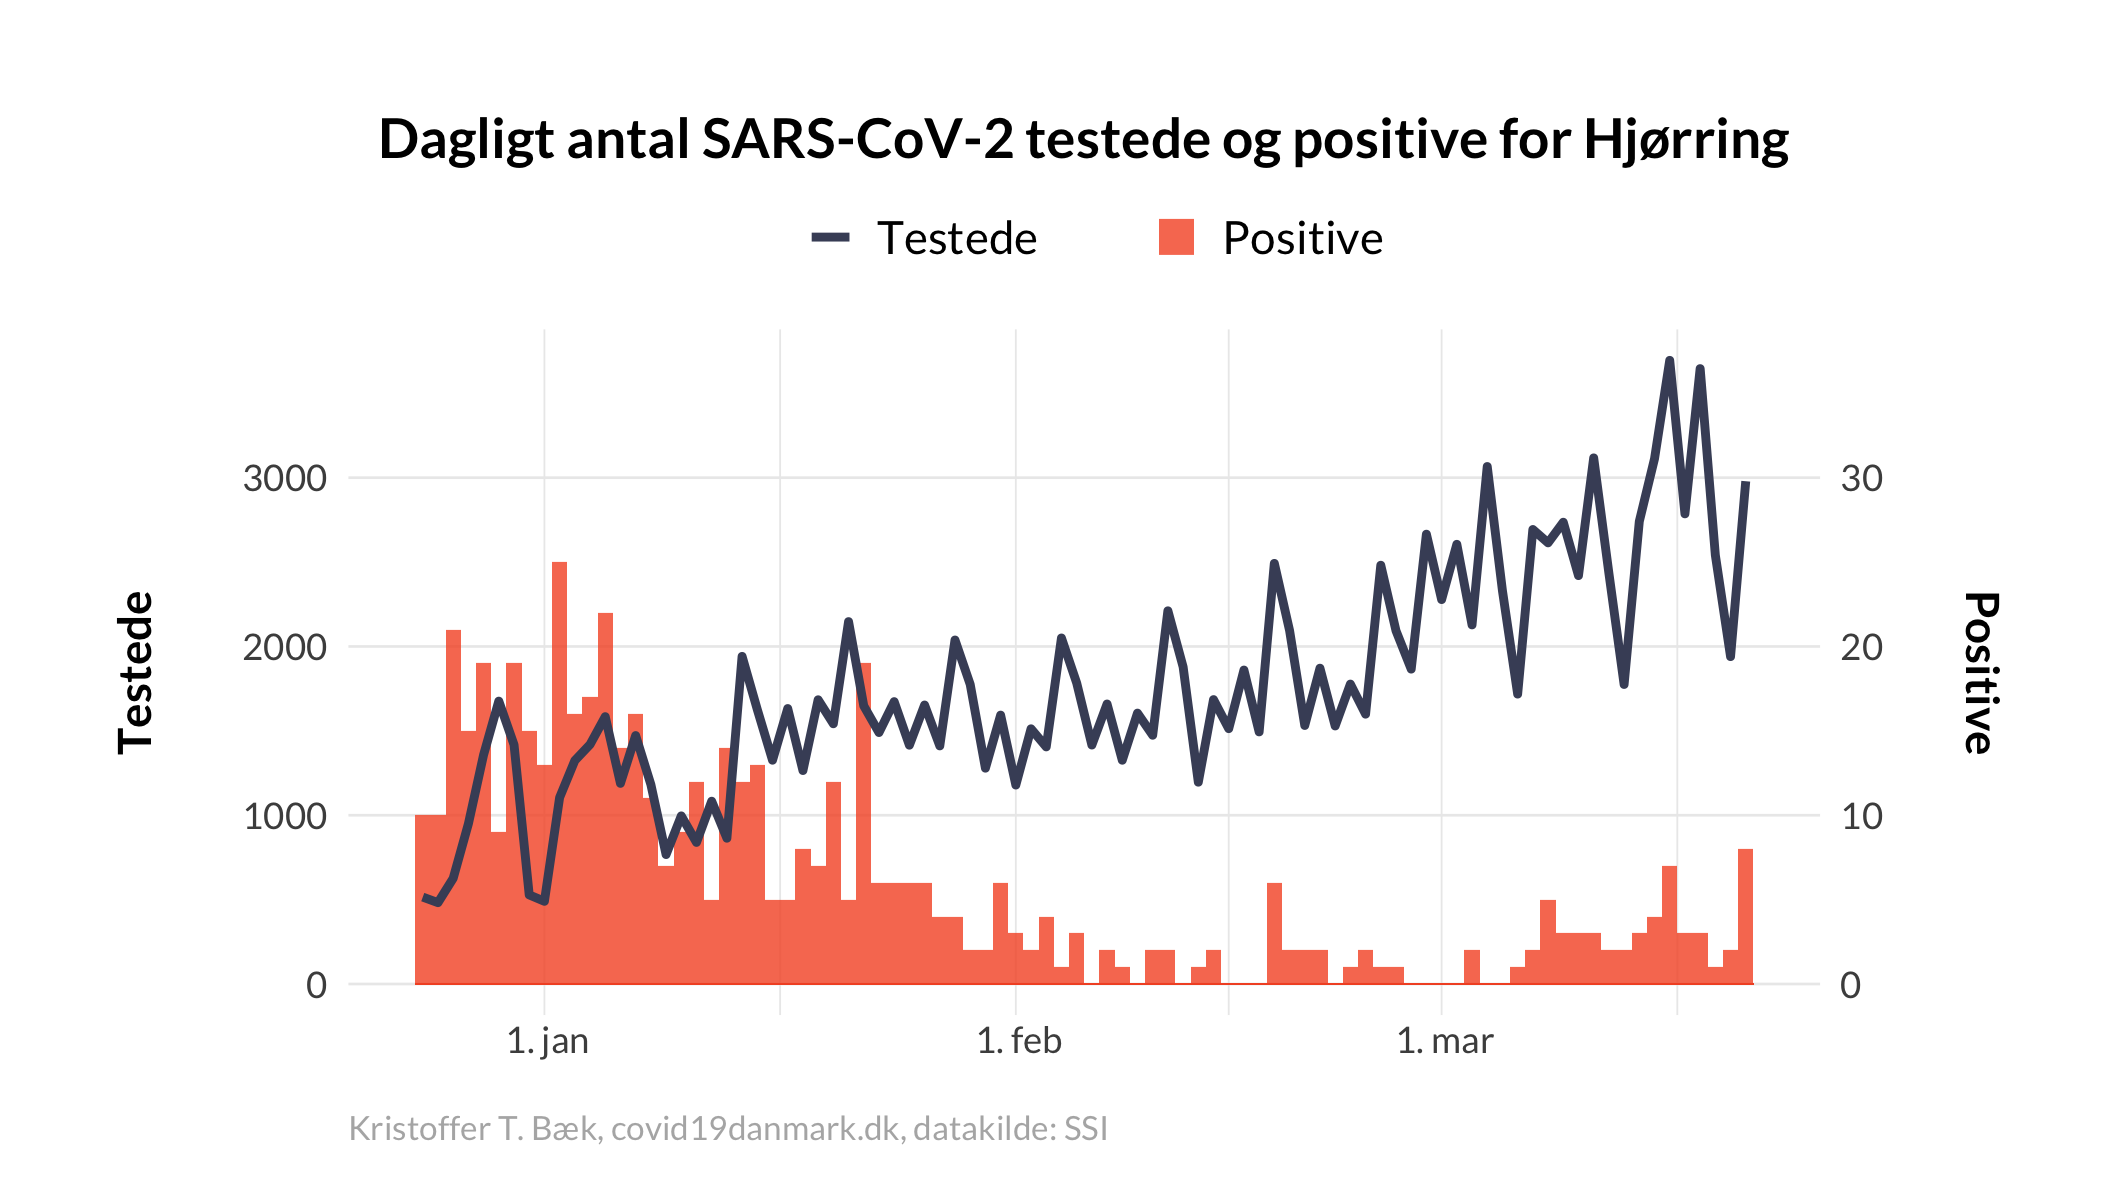 Dagligt antal SARS-CoV-2 testede og positive for Hjørring
Testede
Positive
Testede
3000
2000
1000
0
30
20
10
0
Positive
1. jan
1. feb
1. mar
Kristoffer T. Bæk, covid19danmark.dk, datakilde: SSI